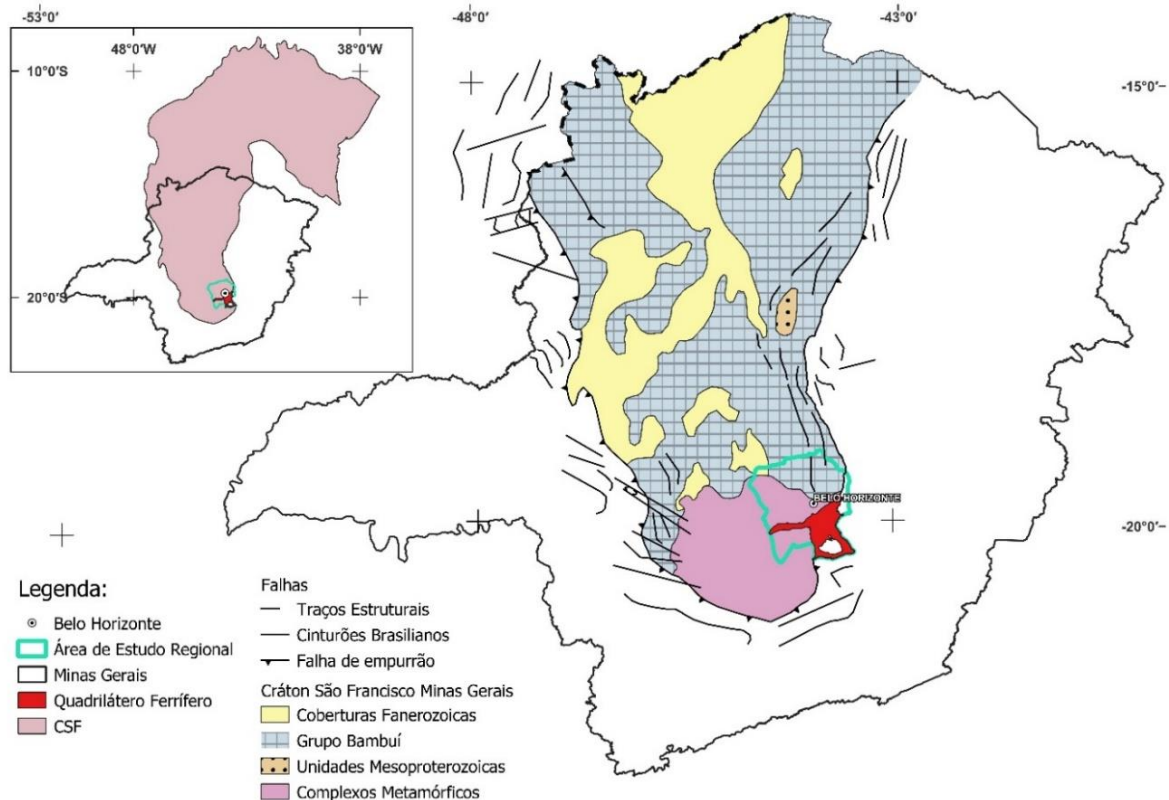 -53°0'
-48°0'
-43°0'
48°0'W
38°0'W
10°0'S
-15°0'
20°0'S
BELO HORIZONTE
-20°0'
Legenda:
Belo Horizonte
Área de Estudo Regional
Minas Gerais
Quadrilátero Ferrífero
CSF
Falhas
Traços Estruturais
Cinturões Brasilianos
Falha de empurrão
Cráton São Francisco Minas Gerais
Coberturas Fanerozoicas
Grupo Bambuí
Unidades Mesoproterozoicas
Complexos Metamórficos